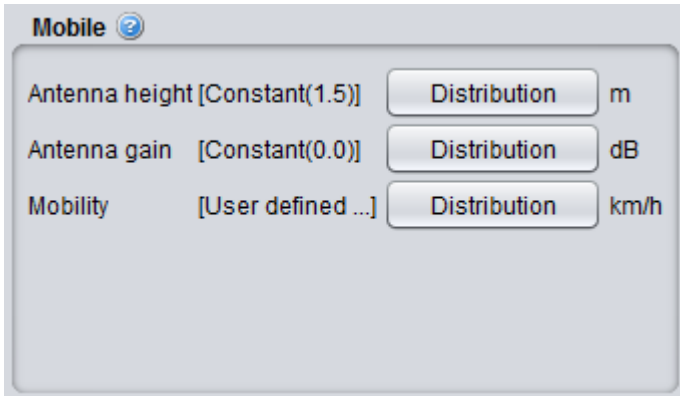 Mobile ?
Antenna height [Constant(1.5)] Distribution m
Antenna gain [Constant(0.0)] Distribution dB
Mobility [User defined ...] Distribution km/h